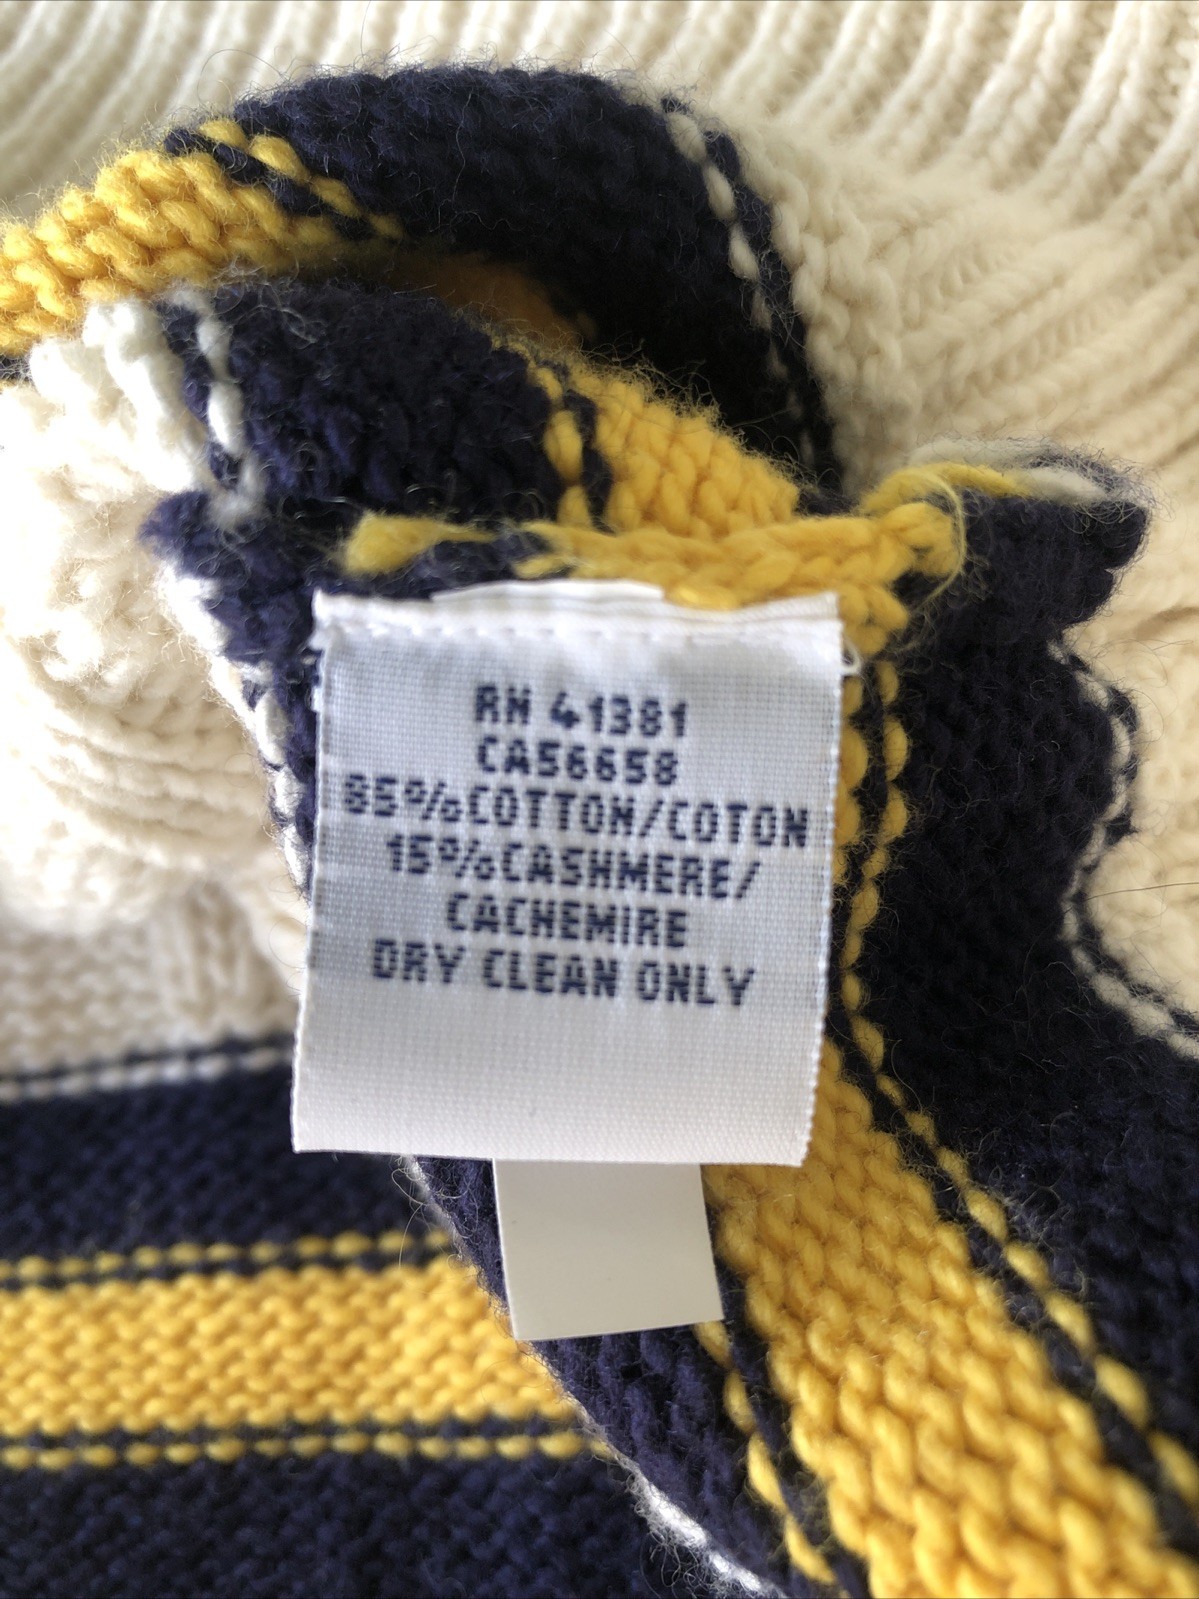 RN 41381
CA56658
85%COTTON/COTON
15%CASHMERE/
CACHEMIRE
DRY CLEAN ONLY